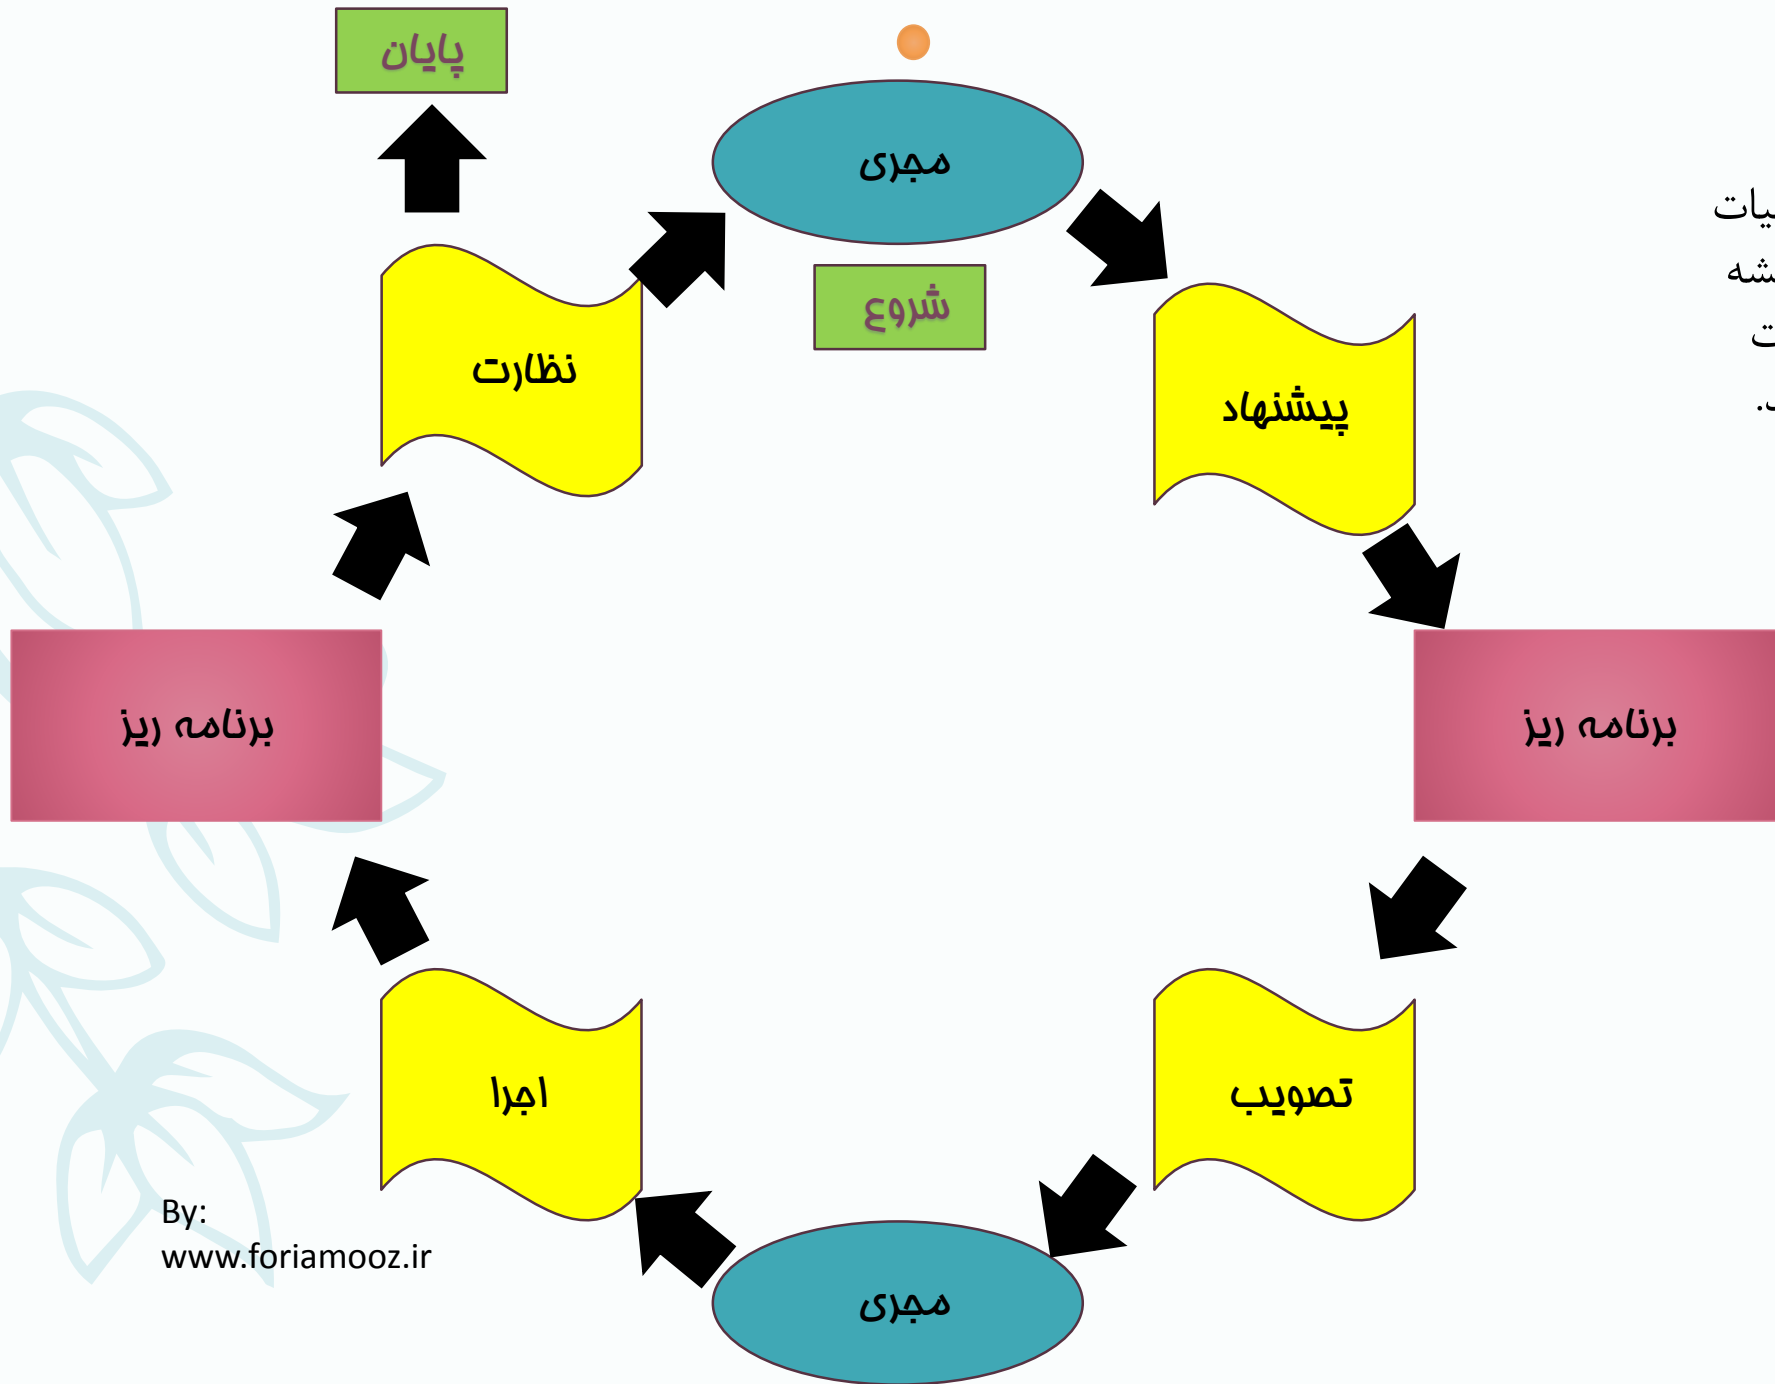 پایان
مجری
شروع
نظارت
پیشنهاد
برنامه ریز
برنامه ریز
اجرا
تصویب
مجری
By:
www.foriamooz.ir